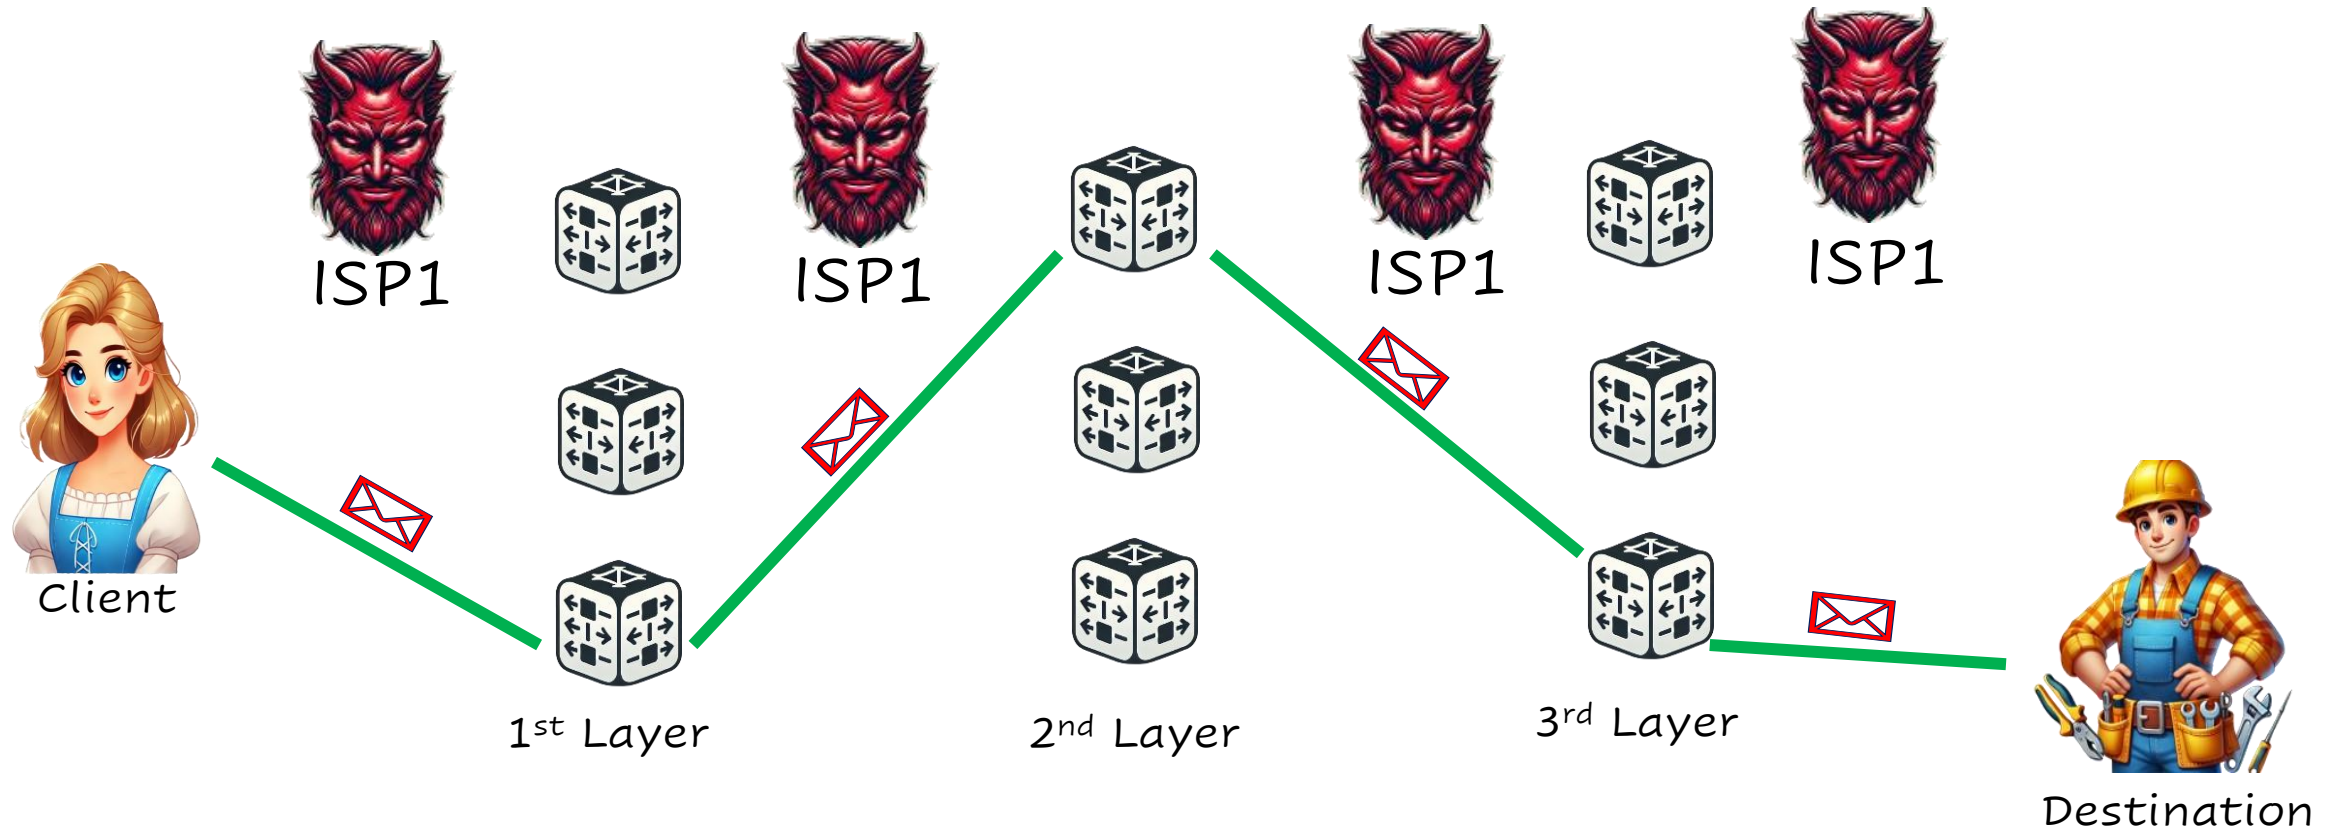 ISP1
ISP1
ISP1
ISP1
Client
1st Layer
2nd Layer
3rd Layer
Destination